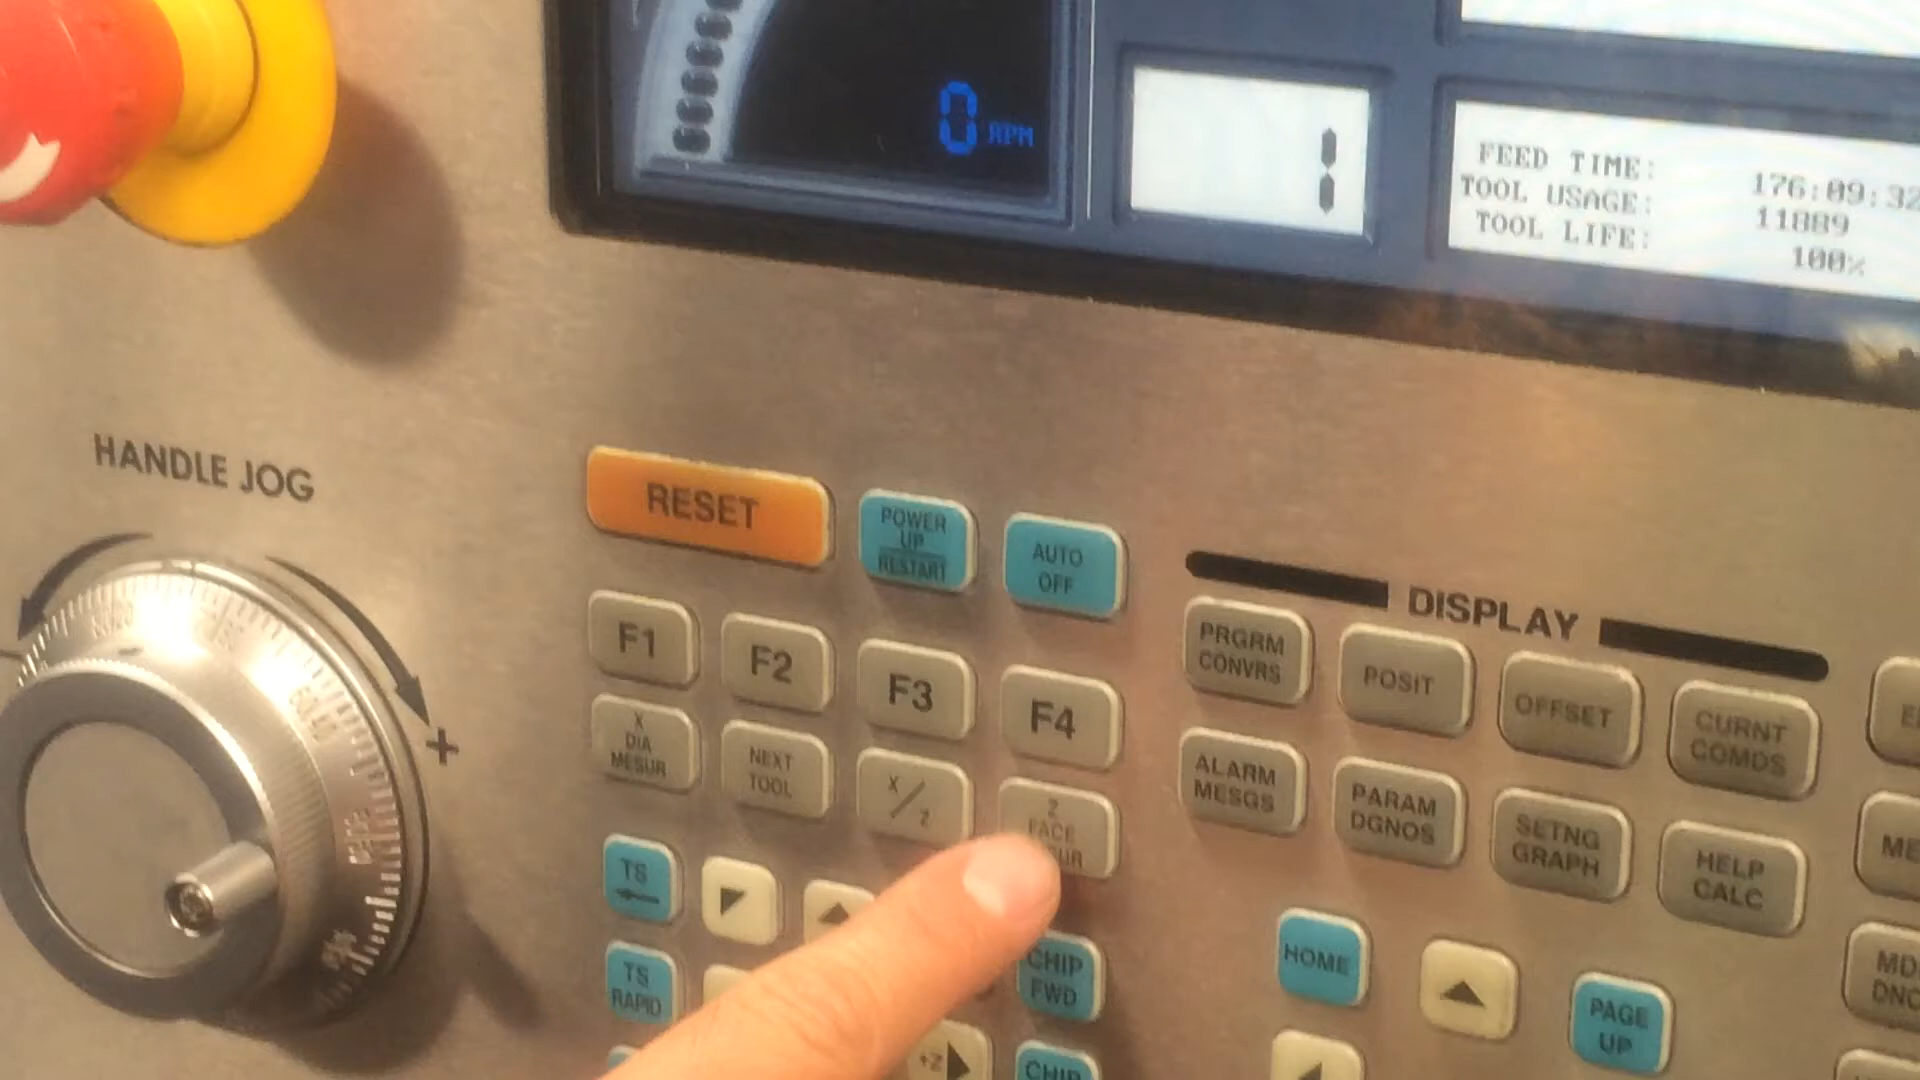 0 RPM
1
FEED TIME: 176:09:32
TOOL USAGE: 11889
TOOL LIFE: 100%
HANDLE JOG
+
RESET
POWER
UP
RESTART
AUTO
OFF
DISPLAY
F1
F2
F3
F4
PRGRM
CONVRS
POSIT
OFFSET
CURNT
COMDS
X
DIA
MESUR
NEXT
TOOL
X/Z
Z
FACE
ALARM
MESGS
PARAM
DGNOS
SETNG
GRAPH
HELP
CALC
TS
TS
RAPID
CHIP
FWD
HOME
PAGE
UP
+Z
CHIP